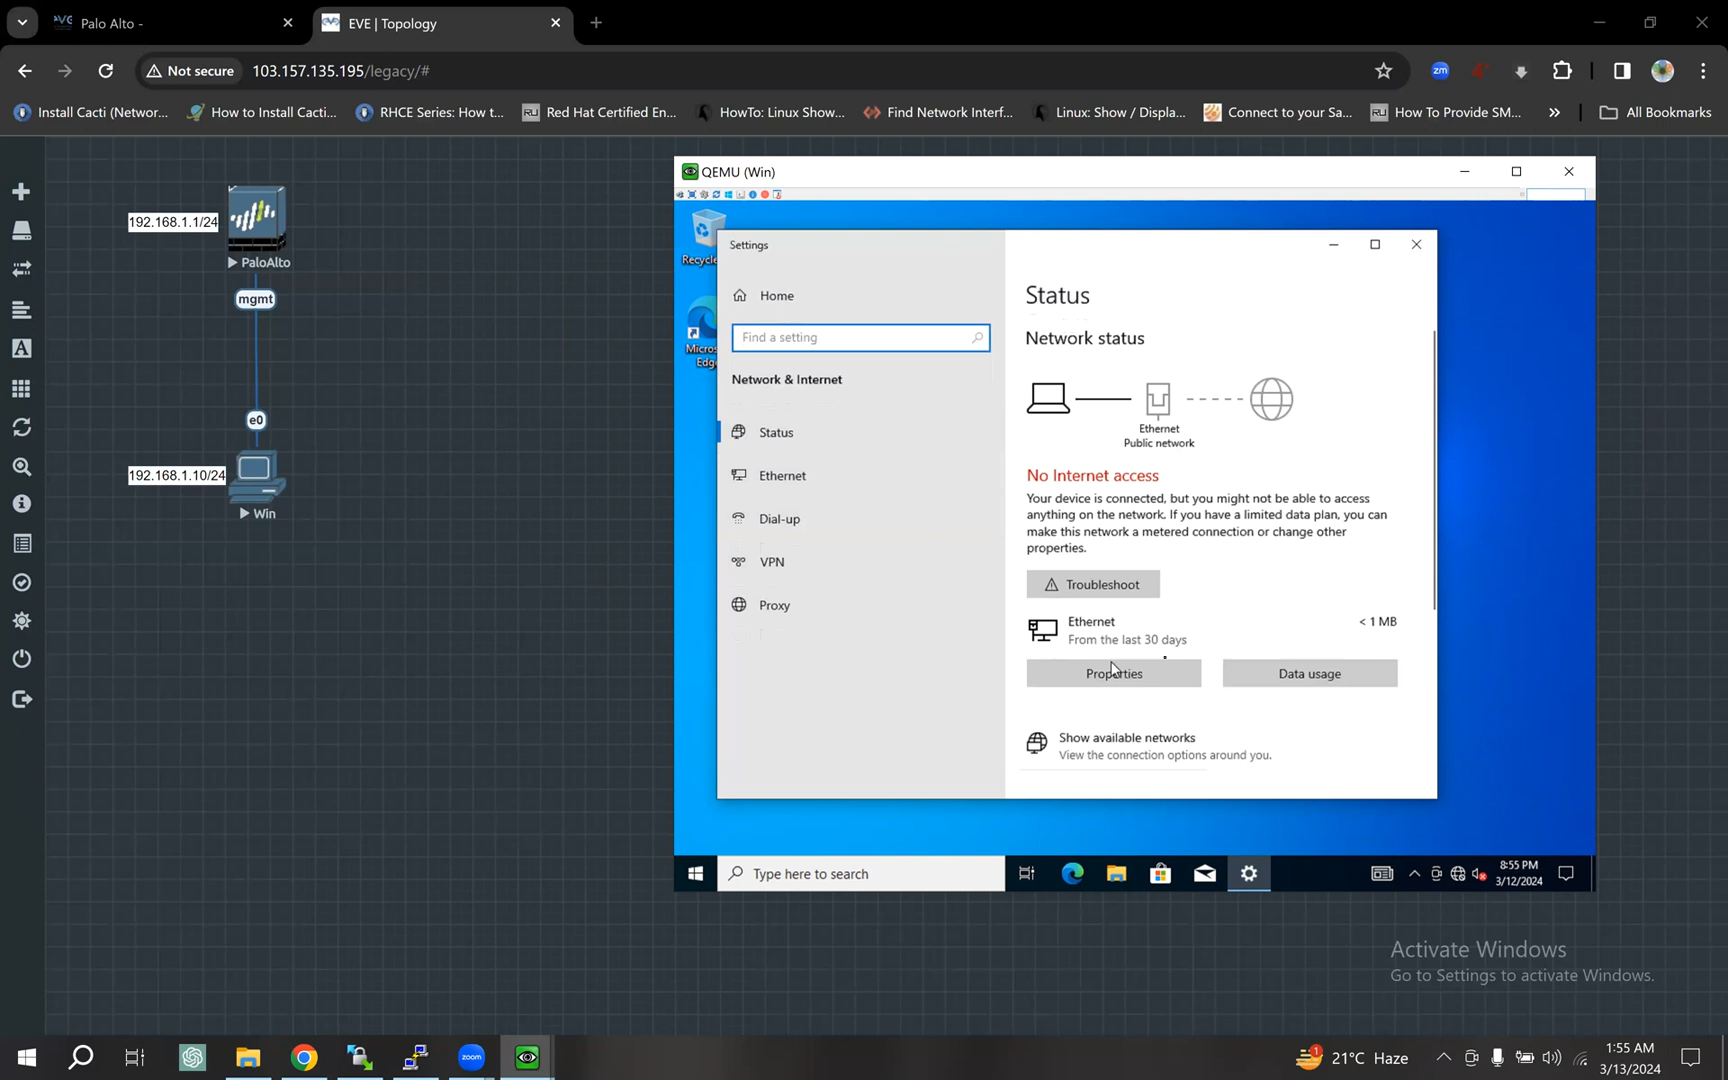 Palo Alto -
EVE | Topology
Not secure
103.157.135.195/legacy/#
Install Cacti (Networ...
How to Install Cacti...
RHCE Series: How t...
RU Red Hat Certified En...
HowTo: Linux Show...
Find Network Interf...
Linux: Show / Displa...
Connect to your Sa...
RU How To Provide SM...
»
All Bookmarks
192.168.1.1/24
PaloAlto
mgmt
e0
192.168.1.10/24
Win
QEMU (Win)
Recycle
Micros
Edge
Settings
Home
Find a setting
Network & Internet
Status
Ethernet
Dial-up
VPN
Proxy
Status
Network status
Ethernet
Public network
No Internet access
Your device is connected, but you might not be able to access
anything on the network. If you have a limited data plan, you can
make this network a metered connection or change other
properties.
Troubleshoot
Ethernet
From the last 30 days
< 1 MB
Properties
Data usage
Show available networks
View the connection options around you.
Type here to search
8:55 PM
3/12/2024
Activate Windows
Go to Settings to activate Windows.
zoom
1
21°C Haze
1:55 AM
3/13/2024